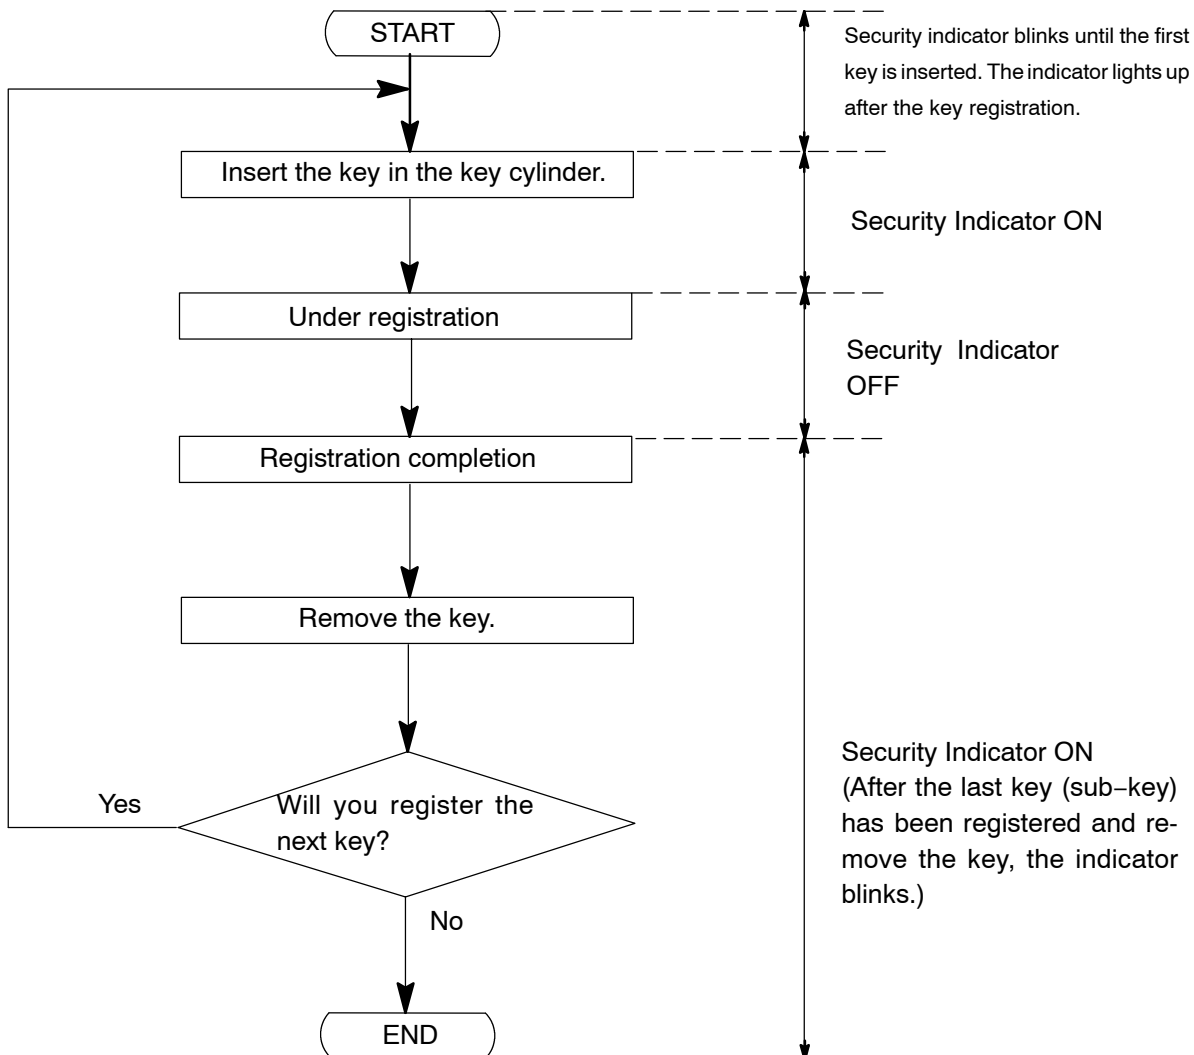 START
Security indicator blinks until the first
key is inserted. The indicator lights up
after the key registration.
Insert the key in the key cylinder.
Security Indicator ON
Under registration
Security Indicator
OFF
Registration completion
Remove the key.
Security Indicator ON
(After the last key (sub−key)
has been registered and re-
move the key, the indicator
blinks.)
Yes
Will you register the
next key?
No
END